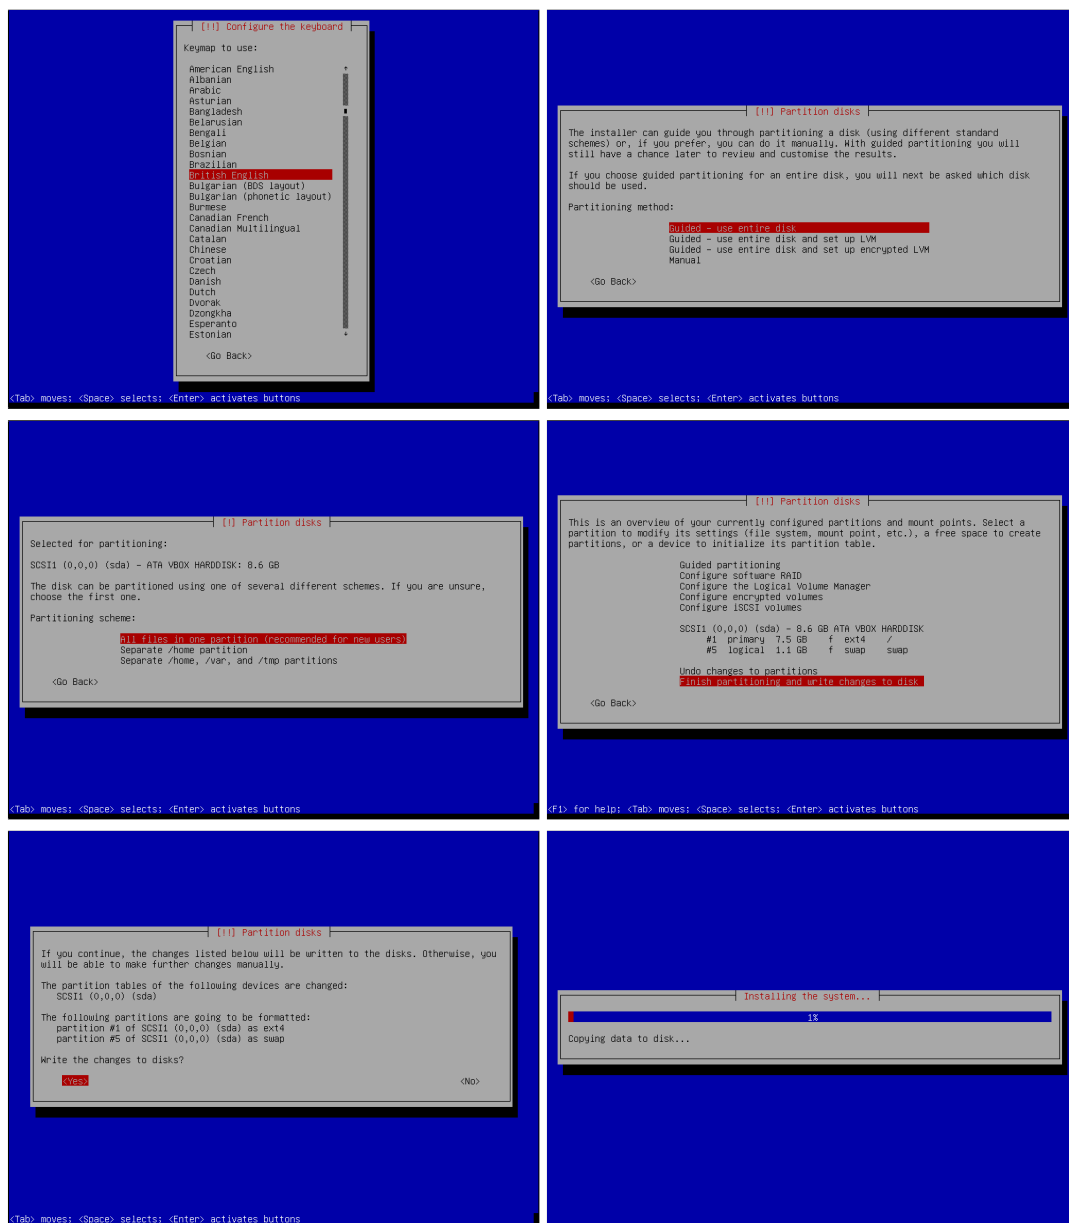 [!!] Configure the keyboard
Keymap to use:
American English
Albanian
Arabic
Asturian
Bangladesh
Belarusian
Bengali
Belgian
Bosnian
Brazilian
British English
Bulgarian (BDS layout)
Bulgarian (phonetic layout)
Burmese
Canadian French
Canadian Multilingual
Catalan
Chinese
Croatian
Czech
Danish
Dutch
Dvorak
Dzongkha
Esperanto
Estonian
<Go Back>
<Tab> moves; <Space> selects; <Enter> activates buttons
[!!] Partition disks
The installer can guide you through partitioning a disk (using different standard
schemes) or, if you prefer, you can do it manually. With guided partitioning you will
still have a chance later to review and customise the results.
If you choose guided partitioning for an entire disk, you will next be asked which disk
should be used.
Partitioning method:
Guided - use entire disk
Guided - use entire disk and set up LVM
Guided - use entire disk and set up encrypted LVM
Manual
<Go Back>
<Tab> moves; <Space> selects; <Enter> activates buttons
[!] Partition disks
Selected for partitioning:
SCSI1 (0,0,0) (sda) - ATA VBOX HARDDISK: 8.6 GB
The disk can be partitioned using one of several different schemes. If you are unsure,
choose the first one.
Partitioning scheme:
All files in one partition (recommended for new users)
Separate /home partition
Separate /home, /var, and /tmp partitions
<Go Back>
<Tab> moves; <Space> selects; <Enter> activates buttons
[!!] Partition disks
This is an overview of your currently configured partitions and mount points. Select a
partition to modify its settings (file system, mount point, etc.), a free space to create
partitions, or a device to initialize its partition table.
Guided partitioning
Configure software RAID
Configure the Logical Volume Manager
Configure encrypted volumes
Configure iSCSI volumes
SCSI1 (0,0,0) (sda) - 8.6 GB ATA VBOX HARDDISK
#1 primary 7.5 GB f ext4 /
#5 logical 1.1 GB f swap swap
Undo changes to partitions
Finish partitioning and write changes to disk
<Go Back>
<F1> for help; <Tab> moves; <Space> selects; <Enter> activates buttons
[!!] Partition disks
If you continue, the changes listed below will be written to the disks. Otherwise, you
will be able to make further changes manually.
The partition tables of the following devices are changed:
SCSI1 (0,0,0) (sda)
The following partitions are going to be formatted:
partition #1 of SCSI1 (0,0,0) (sda) as ext4
partition #5 of SCSI1 (0,0,0) (sda) as swap
Write the changes to disks?
<Yes> <No>
<Tab> moves; <Space> selects; <Enter> activates buttons
Installing the system...
1%
Copying data to disk...